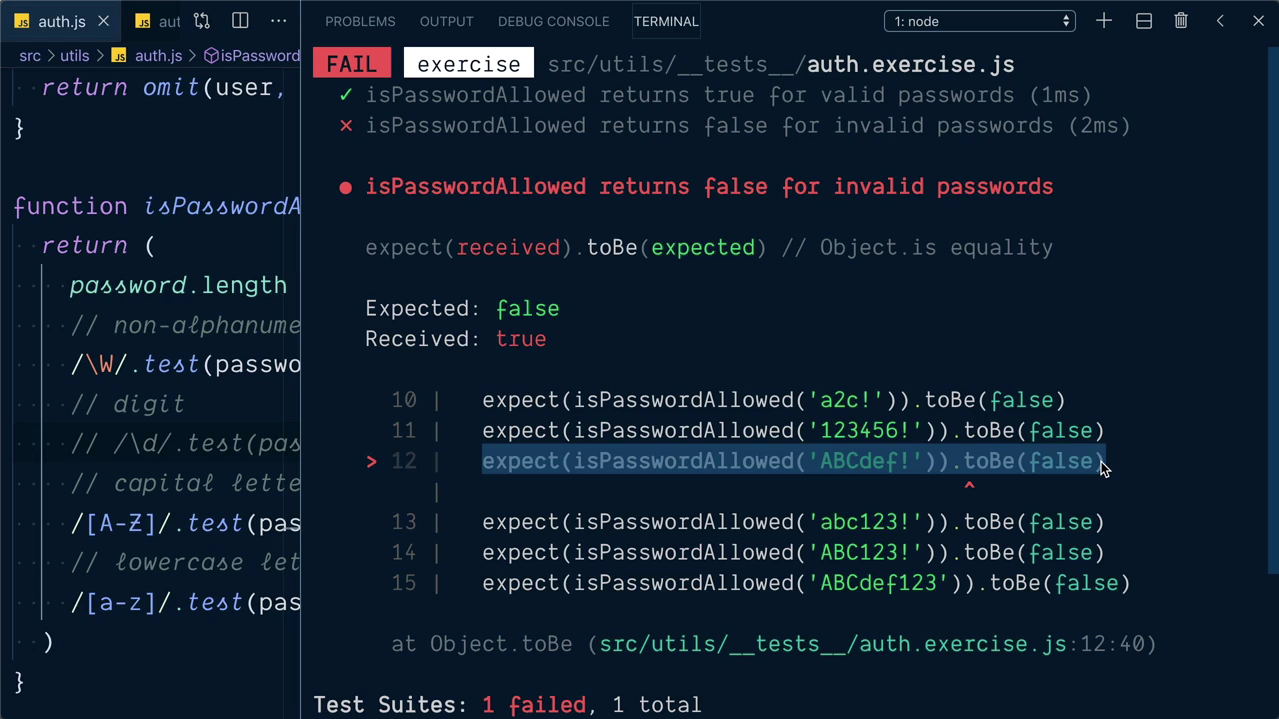 JS auth.js × JS aut ···
src > utils > JS auth.js > isPassword
return omit(user,
}
function isPasswordA
return (
password.length
// non-alphanume
/\W/.test(passwo
// digit
// /\d/.test(pas
// capital lette
/[A-Z]/.test(pas
// lowercase let
/[a-z]/.test(pas
)
}
PROBLEMS OUTPUT DEBUG CONSOLE TERMINAL 1: node
FAIL exercise src/utils/__tests__/auth.exercise.js
✓ isPasswordAllowed returns true for valid passwords (1ms)
✕ isPasswordAllowed returns false for invalid passwords (2ms)
● isPasswordAllowed returns false for invalid passwords
expect(received).toBe(expected) // Object.is equality
Expected: false
Received: true
10 | expect(isPasswordAllowed('a2c!')).toBe(false)
11 | expect(isPasswordAllowed('123456!')).toBe(false)
> 12 | expect(isPasswordAllowed('ABCdef!')).toBe(false)
| ^
13 | expect(isPasswordAllowed('abc123!')).toBe(false)
14 | expect(isPasswordAllowed('ABC123!')).toBe(false)
15 | expect(isPasswordAllowed('ABCdef123')).toBe(false)
at Object.toBe (src/utils/__tests__/auth.exercise.js:12:40)
Test Suites: 1 failed, 1 total